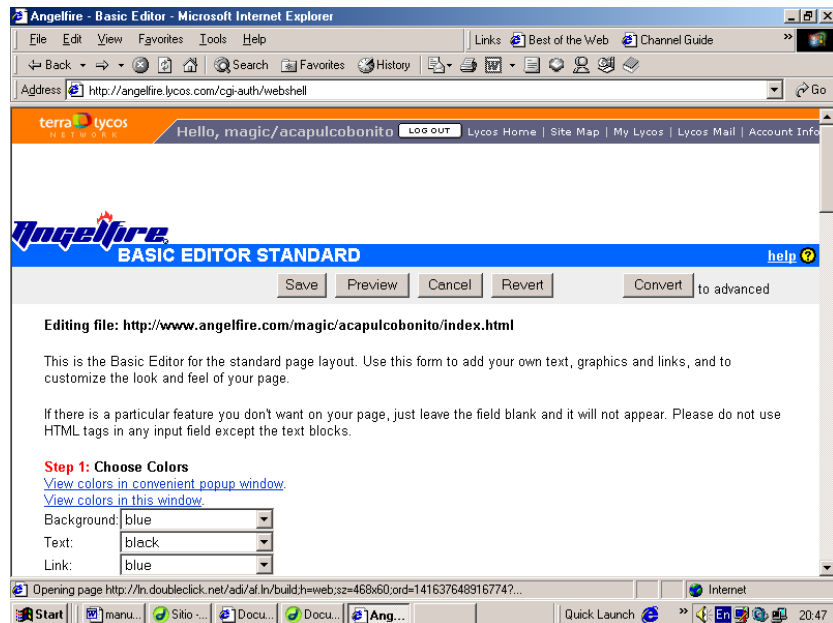 Angelfire - Basic Editor - Microsoft Internet Explorer
File Edit View Favorites Tools Help Links Best of the Web Channel Guide »
Back Search Favorites History
Address http://angelfire.lycos.com/cgi-auth/webshell Go
terra lycos
NETWORK
Hello, magic/acapulcobonito LOG OUT Lycos Home | Site Map | My Lycos | Lycos Mail | Account Info
Angelfire
BASIC EDITOR STANDARD help ?
Save Preview Cancel Revert Convert to advanced
Editing file: http://www.angelfire.com/magic/acapulcobonito/index.html
This is the Basic Editor for the standard page layout. Use this form to add your own text, graphics and links, and to
customize the look and feel of your page.
If there is a particular feature you don't want on your page, just leave the field blank and it will not appear. Please do not use
HTML tags in any input field except the text blocks.
Step 1: Choose Colors
View colors in convenient popup window.
View colors in this window.
Background: blue
Text: black
Link: blue
Opening page http://ln.doubleclick.net/adi/af.ln/build;h=web;sz=468x60;ord=141637648916774?... Internet
Start manu... Sitio -... Docu... Docu... Ang... Quick Launch » En 20:47